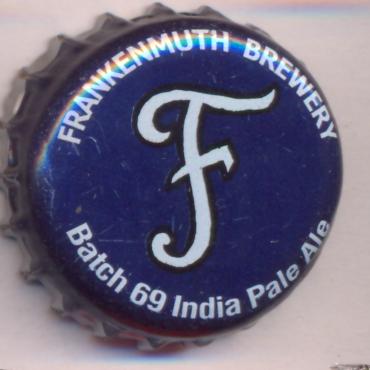 FRANKENMUTH BREWERY
F
Batch 69 India Pale Ale